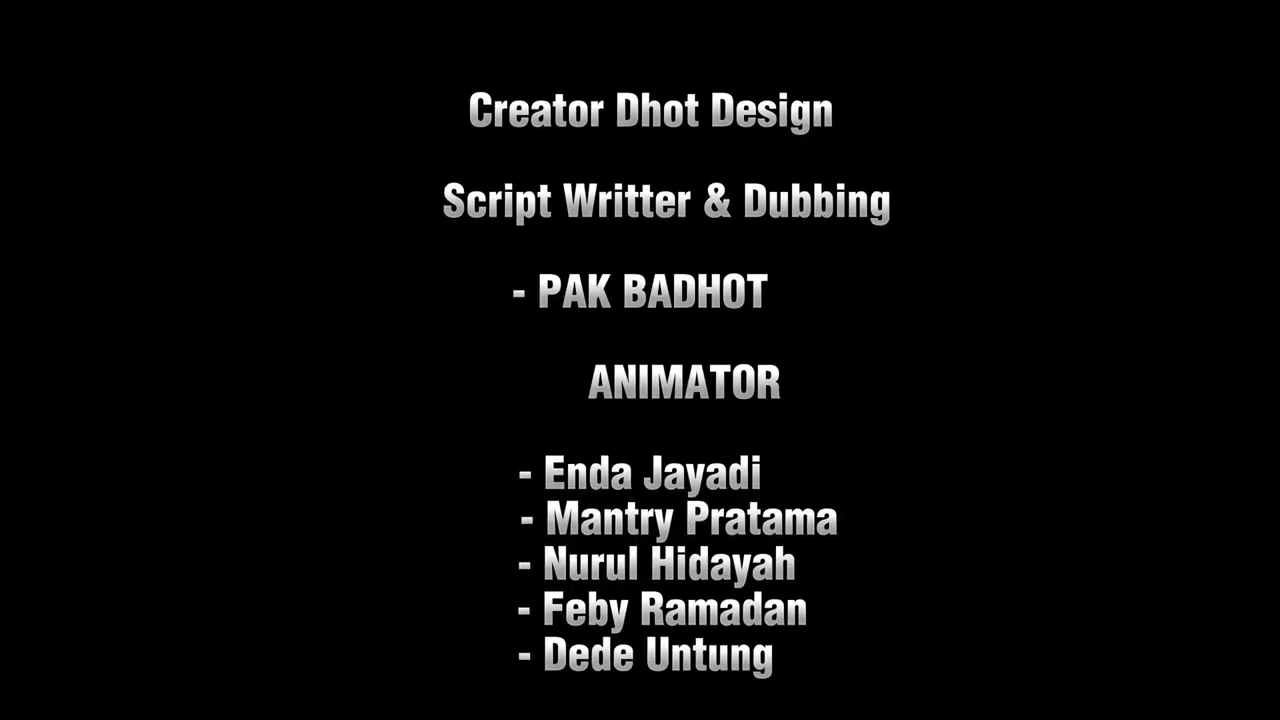 Creator Dhot Design
Script Writter & Dubbing
- PAK BADHOT
ANIMATOR
- Enda Jayadi
- Mantry Pratama
- Nurul Hidayah
- Feby Ramadan
- Dede Untung